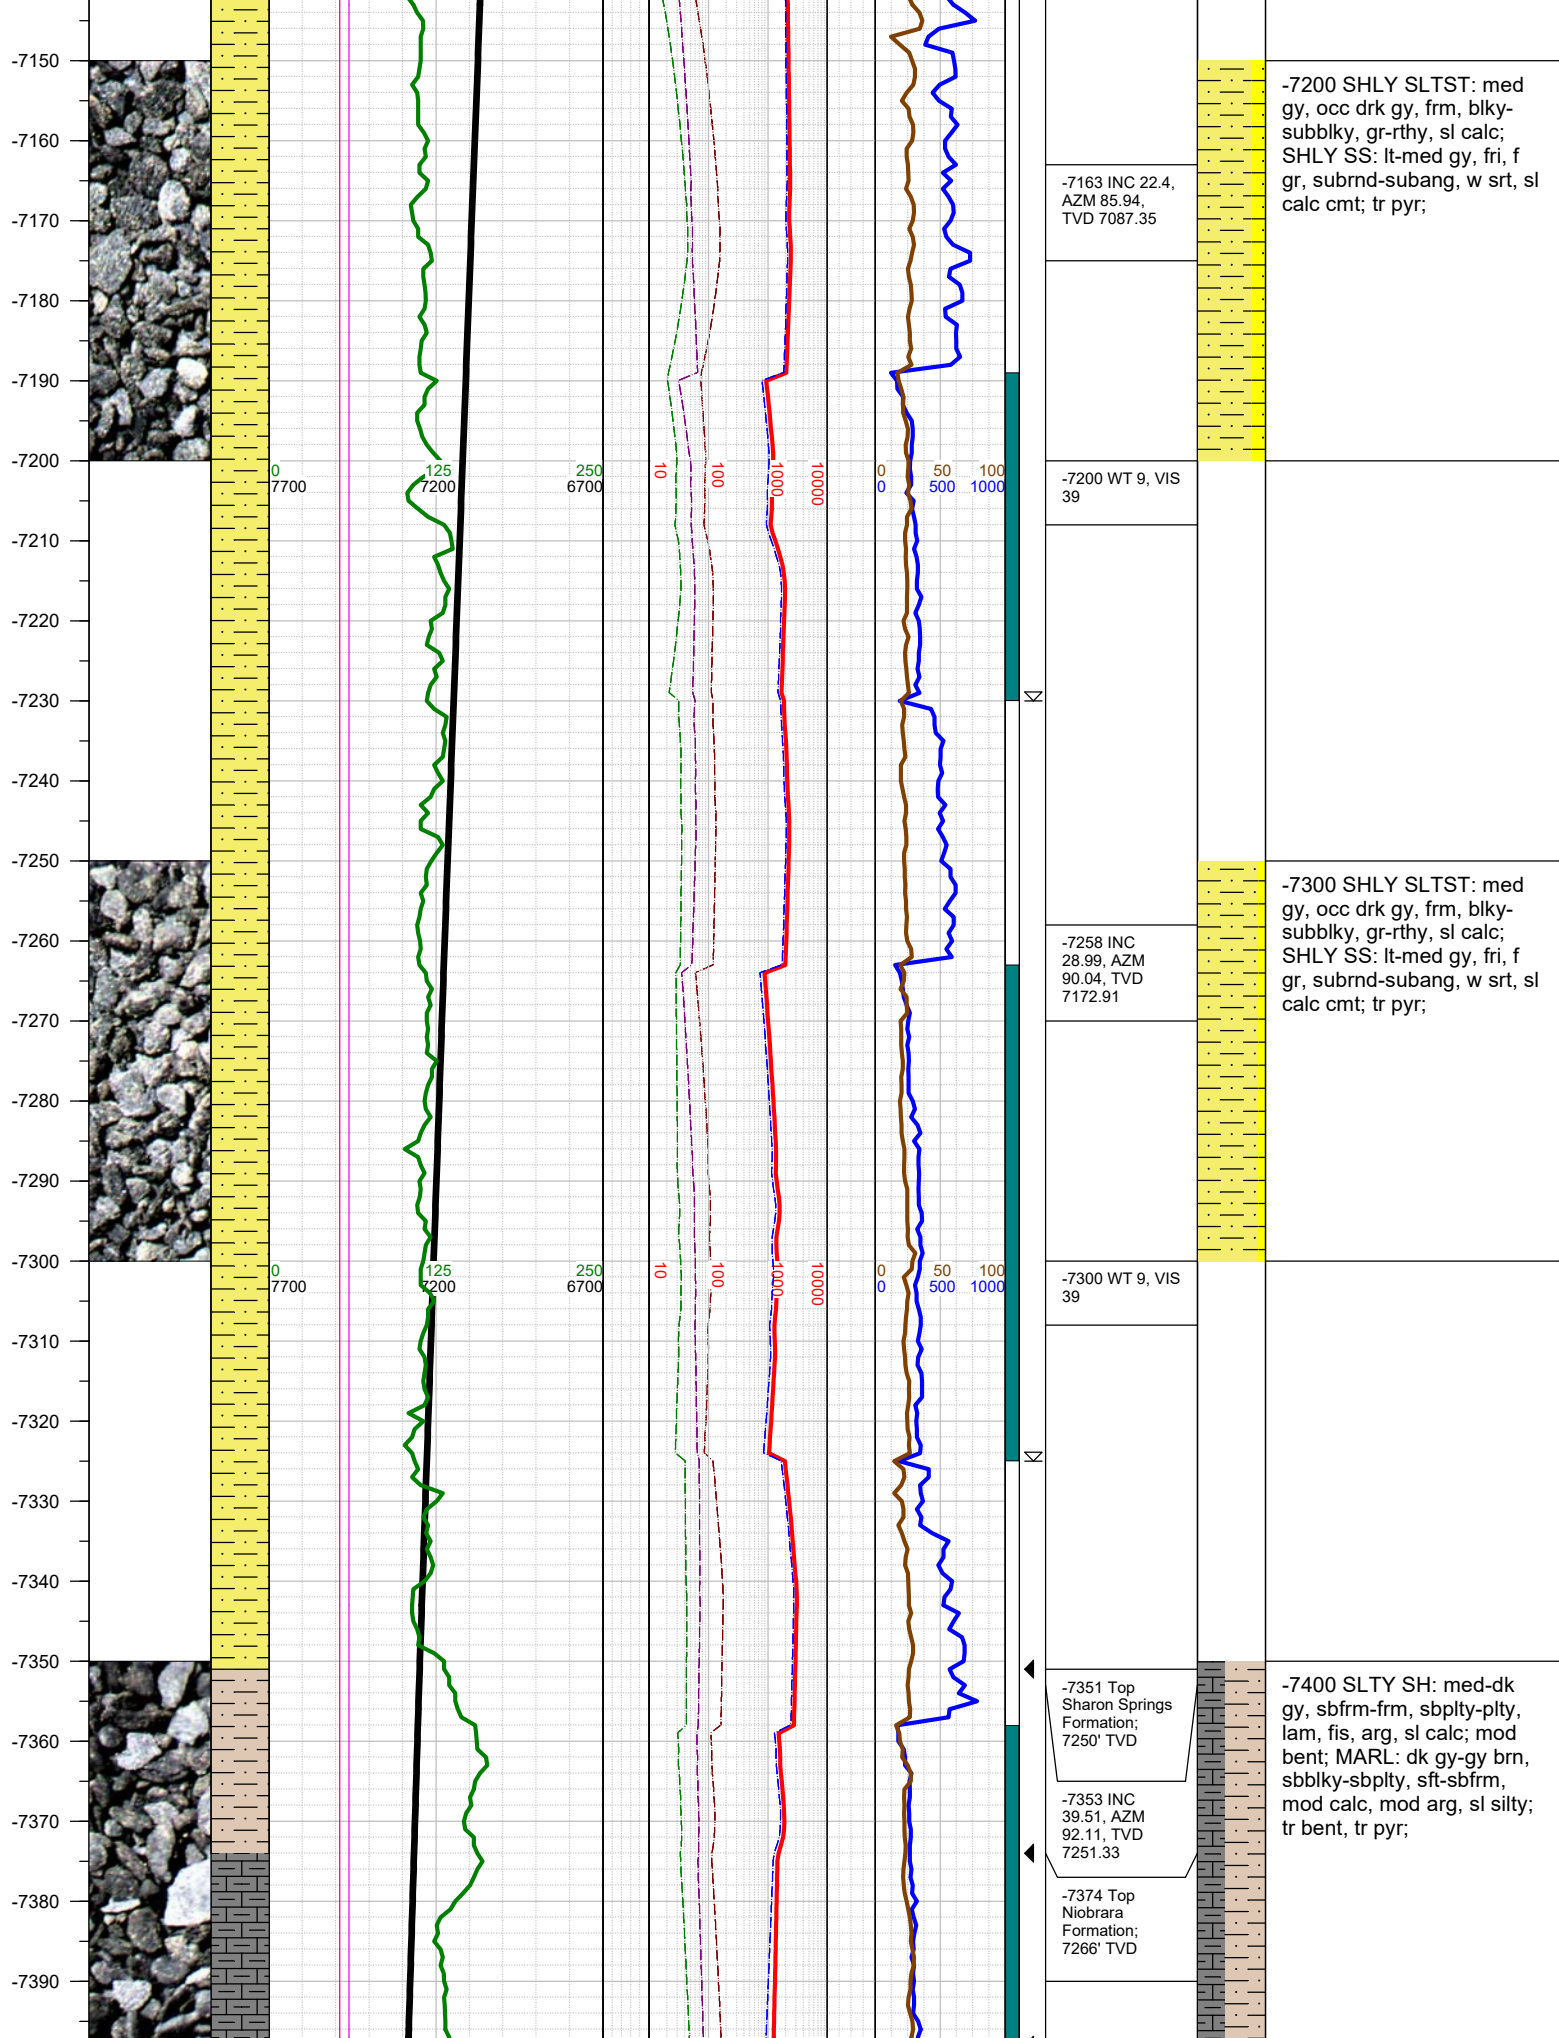 -7150
-7200 SHLY SLTST: med
gy, occ drk gy, frm, blky-
subblky, gr-rthy, sl calc;
SHLY SS: lt-med gy, fri, f
gr, subrnd-subang, w srt, sl
calc cmt; tr pyr;
-7160
-7163 INC 22.4,
AZM 85.94,
TVD 7087.35
-7170
-7180
-7190
-7200
0 125 250
7700 7200 6700
10 100 1000 10000
0 50 100
0 500 1000
-7200 WT 9, VIS
39
-7210
-7220
-7230
-7240
-7250
-7300 SHLY SLTST: med
gy, occ drk gy, frm, blky-
subblky, gr-rthy, sl calc;
SHLY SS: lt-med gy, fri, f
gr, subrnd-subang, w srt, sl
calc cmt; tr pyr;
-7260
-7258 INC
28.99, AZM
90.04, TVD
7172.91
-7270
-7280
-7290
-7300
0 125 250
7700 7200 6700
10 100 1000 10000
0 50 100
0 500 1000
-7300 WT 9, VIS
39
-7310
-7320
-7330
-7340
-7350
-7400 SLTY SH: med-dk
gy, sbfrm-frm, sbplty-plty,
lam, fis, arg, sl calc; mod
bent; MARL: dk gy-gy brn,
sbblky-sbplty, sft-sbfrm,
mod calc, mod arg, sl silty;
tr bent, tr pyr;
-7351 Top
Sharon Springs
Formation;
7250' TVD
-7360
-7353 INC
39.51, AZM
92.11, TVD
7251.33
-7370
-7380
-7374 Top
Niobrara
Formation;
7266' TVD
-7390